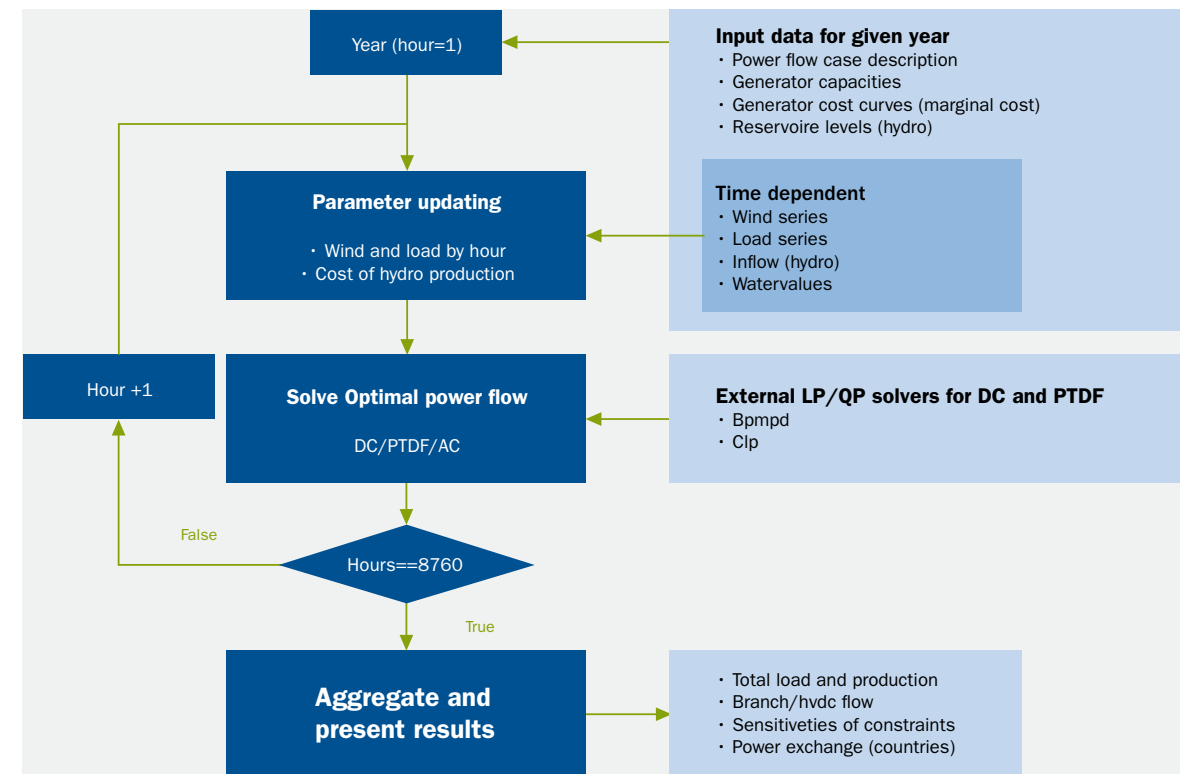 Year (hour=1)
Input data for given year
· Power flow case description
· Generator capacities
· Generator cost curves (marginal cost)
· Reservoire levels (hydro)
Parameter updating
· Wind and load by hour
· Cost of hydro production
Time dependent
· Wind series
· Load series
· Inflow (hydro)
· Watervalues
Hour +1
Solve Optimal power flow
DC/PTDF/AC
External LP/QP solvers for DC and PTDF
· Bpmpd
· Clp
False
Hours==8760
True
Aggregate and
present results
· Total load and production
· Branch/hvdc flow
· Sensitiveties of constraints
· Power exchange (countries)